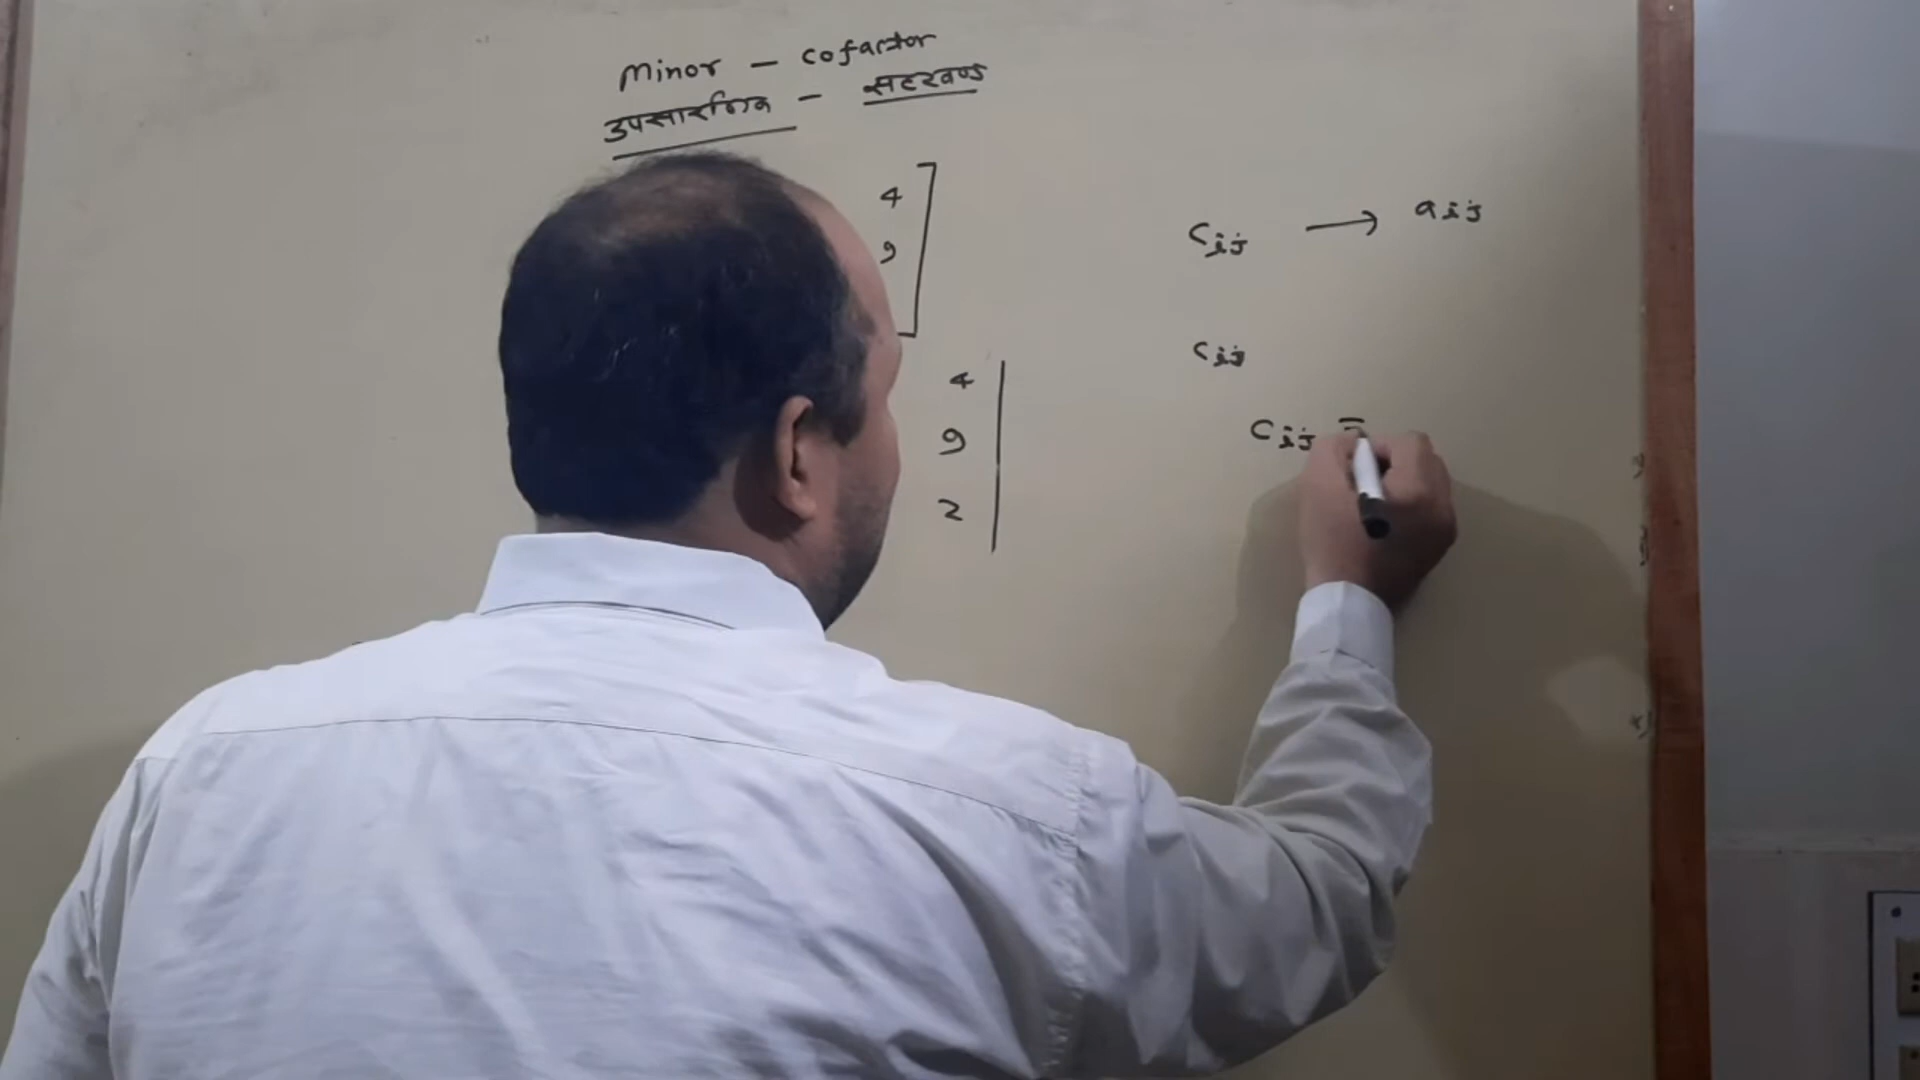 Minor - cofactor
उपसारणिक - सहखण्ड
4
9
4
9
2
Cij → aij
Cij
Cij =